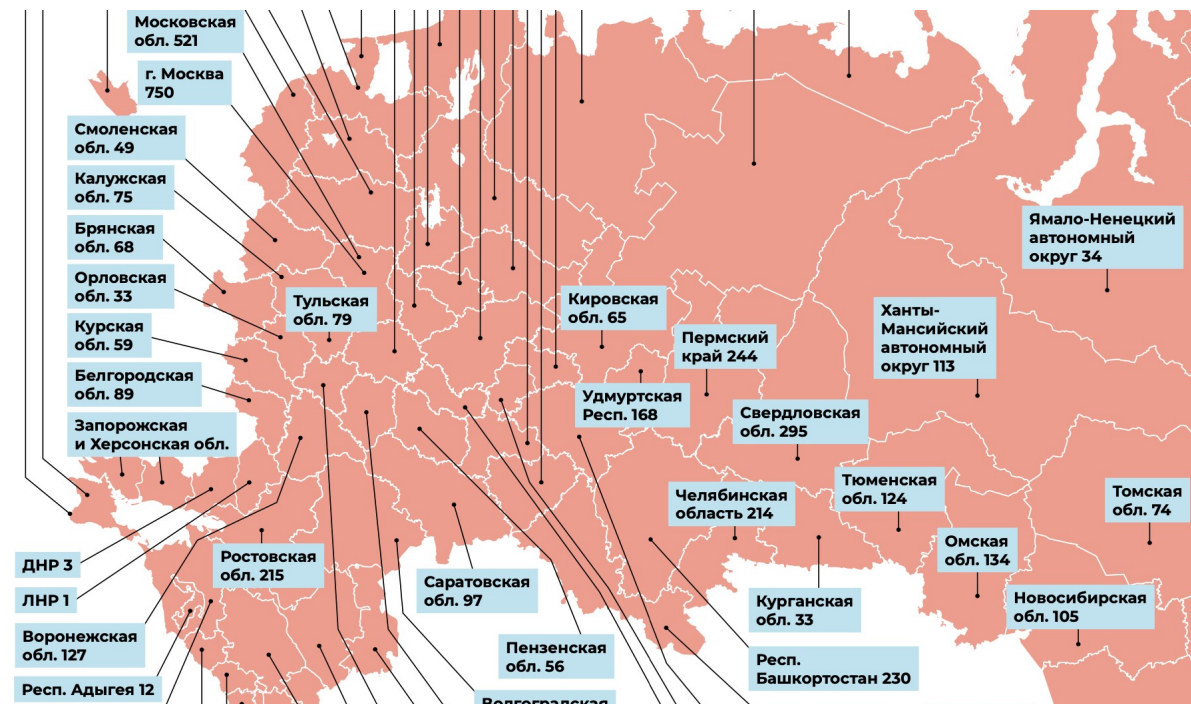 Московская
обл. 521
г. Москва
750
Смоленская
обл. 49
Калужская
обл. 75
Брянская
обл. 68
Орловская
обл. 33
Курская
обл. 59
Белгородская
обл. 89
Запорожская
и Херсонская обл.
ДНР 3
ЛНР 1
Воронежская
обл. 127
Респ. Адыгея 12
Тульская
обл. 79
Ростовская
обл. 215
Саратовская
обл. 97
Пензенская
обл. 56
Волгоградская
Кировская
обл. 65
Удмуртская
Респ. 168
Пермский
край 244
Свердловская
обл. 295
Челябинская
область 214
Курганская
обл. 33
Респ.
Башкортостан 230
Тюменская
обл. 124
Ханты-
Мансийский
автономный
округ 113
Ямало-Ненецкий
автономный
округ 34
Омская
обл. 134
Томская
обл. 74
Новосибирская
обл. 105